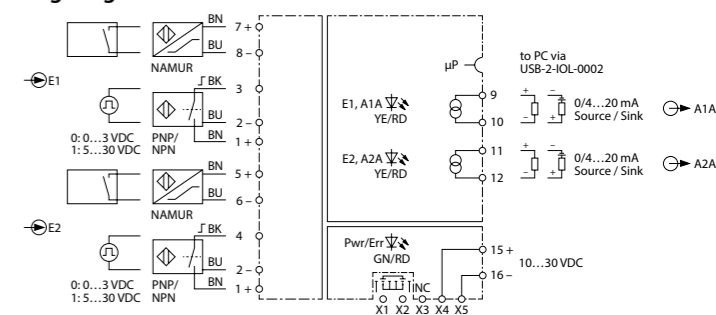 BN
7 +
BU
8 –
NAMUR
E1
BK
3
BU
2 –
BN
1 +
0: 0…3 VDC
1: 5…30 VDC
PNP/
NPN
BN
5 +
BU
6 –
NAMUR
E2
BK
4
BU
2 –
BN
1 +
0: 0…3 VDC
1: 5…30 VDC
PNP/
NPN
µP
to PC via
USB-2-IOL-0002
E1, A1A
YE/RD
9
10
+ –
– +
0/4…20 mA
Source / Sink
A1A
E2, A2A
YE/RD
11
12
+ –
– +
0/4…20 mA
Source / Sink
A2A
Pwr/Err
GN/RD
15 +
16 –
10…30 VDC
INC
X1 X2 X3 X4 X5